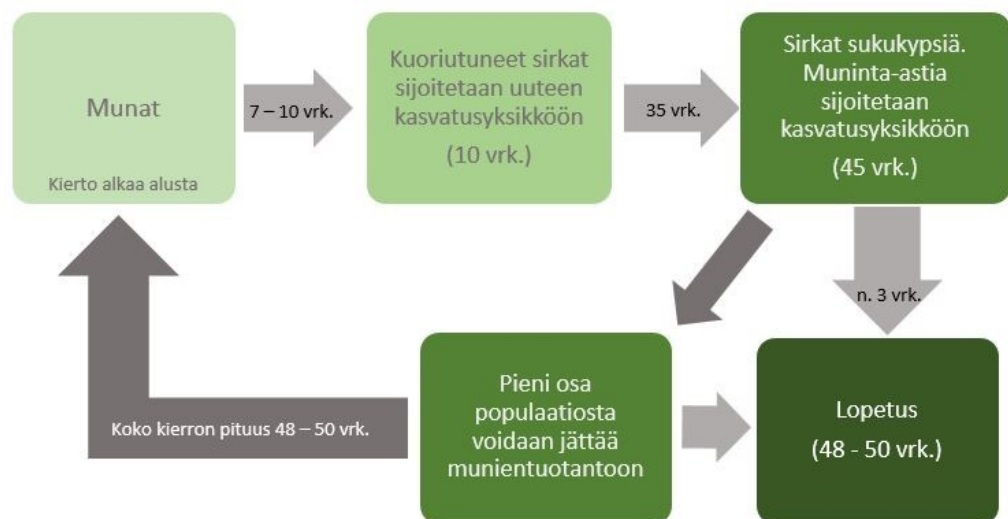 Munat
Kierto alkaa alusta
7 – 10 vrk.
Kuoriutuneet sirkat
sijoitetaan uuteen
kasvatusyksikköön
(10 vrk.)
35 vrk.
Sirkat sukukypsiä.
Muninta-astia
sijoitetaan
kasvatusyksikköön
(45 vrk.)
n. 3 vrk.
Koko kierron pituus 48 – 50 vrk.
Pieni osa
populaatiosta
voidaan jättää
munientuotantoon
Lopetus
(48 - 50 vrk.)